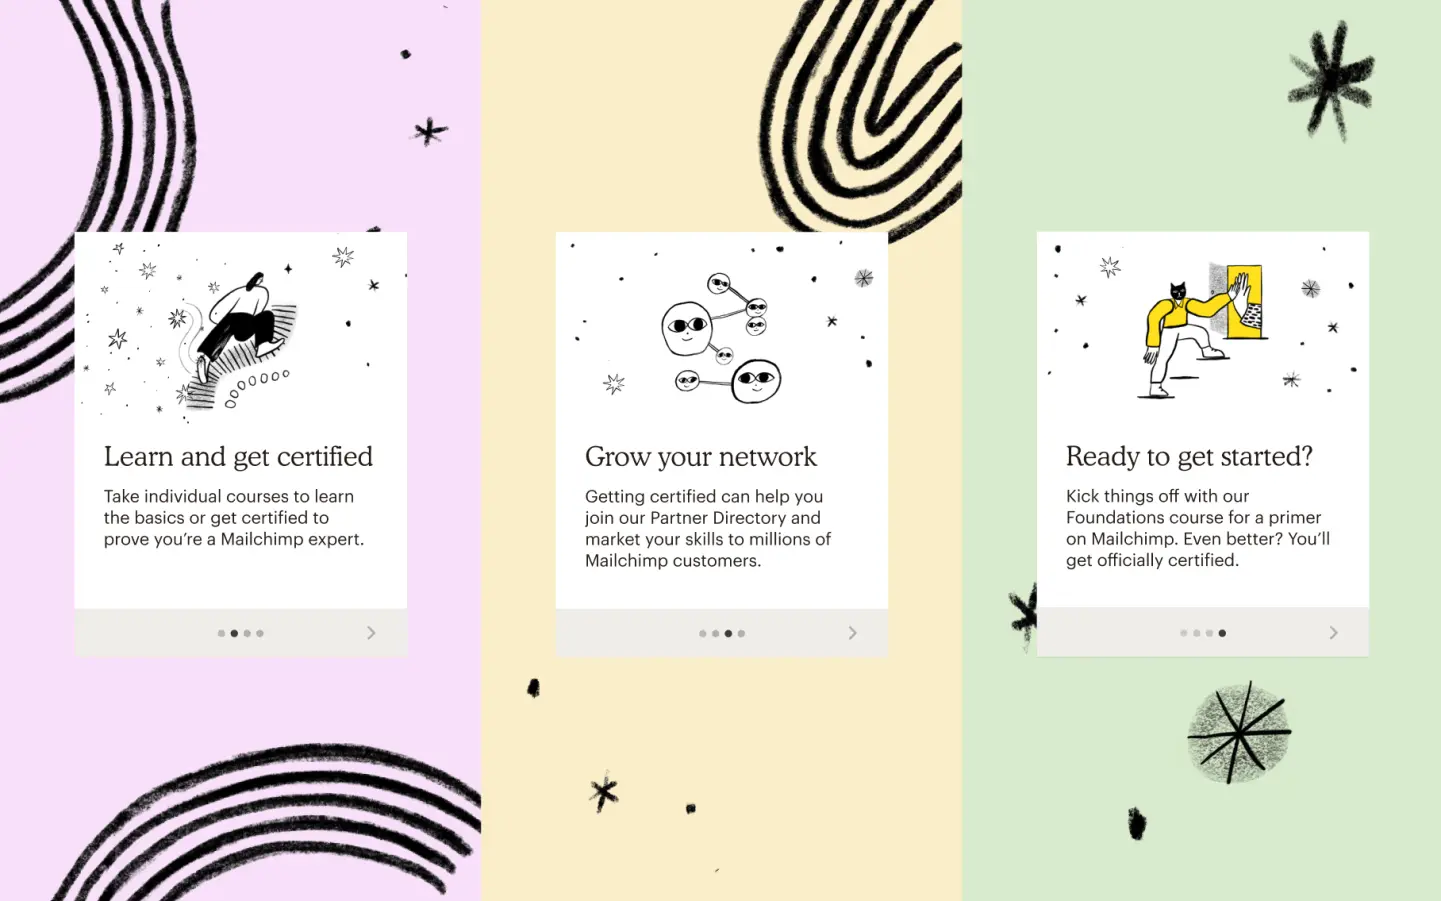 Learn and get certified
Take individual courses to learn
the basics or get certified to
prove you’re a Mailchimp expert.
Grow your network
Getting certified can help you
join our Partner Directory and
market your skills to millions of
Mailchimp customers.
Ready to get started?
Kick things off with our
Foundations course for a primer
on Mailchimp. Even better? You’ll
get officially certified.